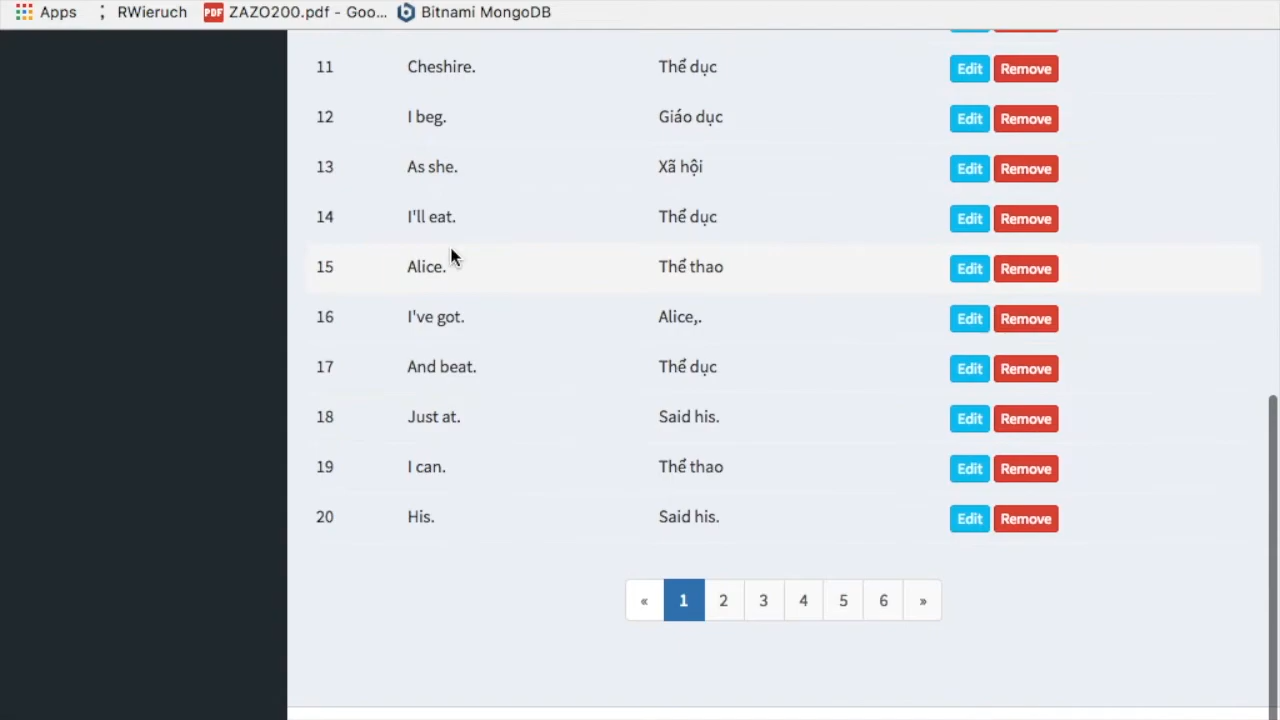 Apps ; RWieruch PDF ZAZO200.pdf - Goo... Bitnami MongoDB
11 Cheshire. Thể dục Edit Remove
12 I beg. Giáo dục Edit Remove
13 As she. Xã hội Edit Remove
14 I'll eat. Thể dục Edit Remove
15 Alice. Thể thao Edit Remove
16 I've got. Alice,. Edit Remove
17 And beat. Thể dục Edit Remove
18 Just at. Said his. Edit Remove
19 I can. Thể thao Edit Remove
20 His. Said his. Edit Remove
« 1 2 3 4 5 6 »